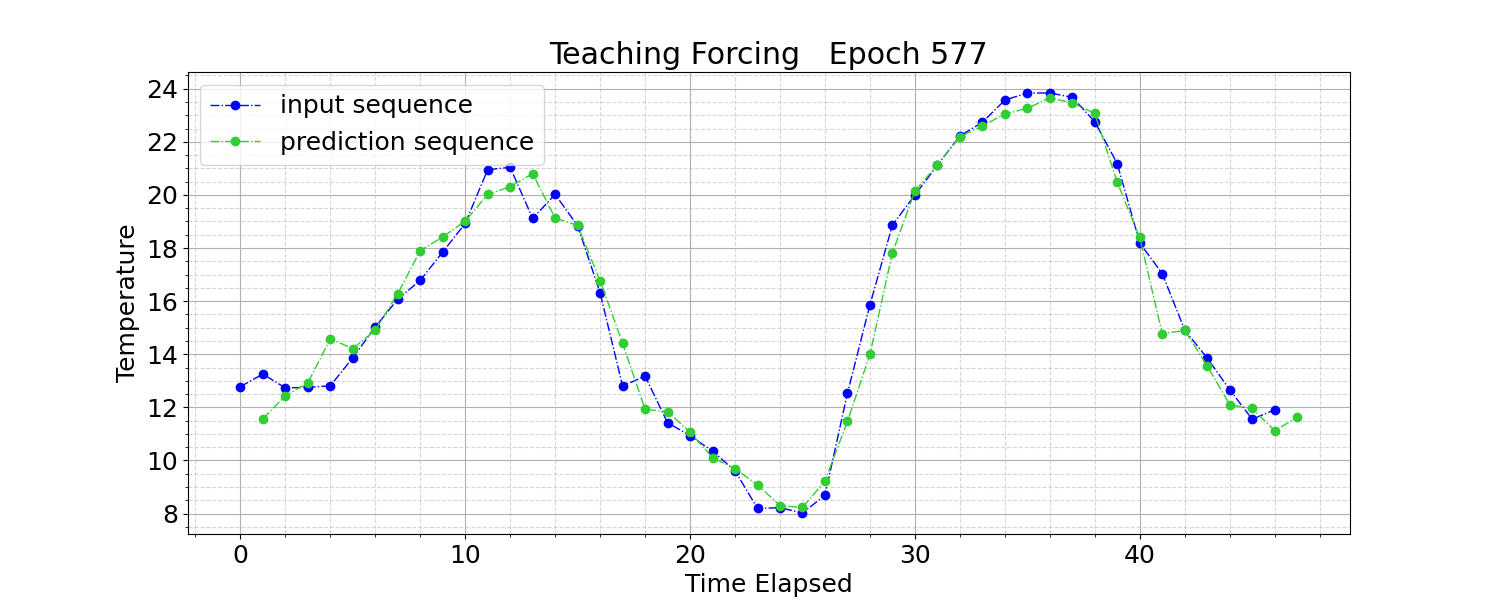 Teaching Forcing   Epoch 577
24
22
20
18
16
14
12
10
8
Temperature
input sequence
prediction sequence
0 10 20 30 40
Time Elapsed